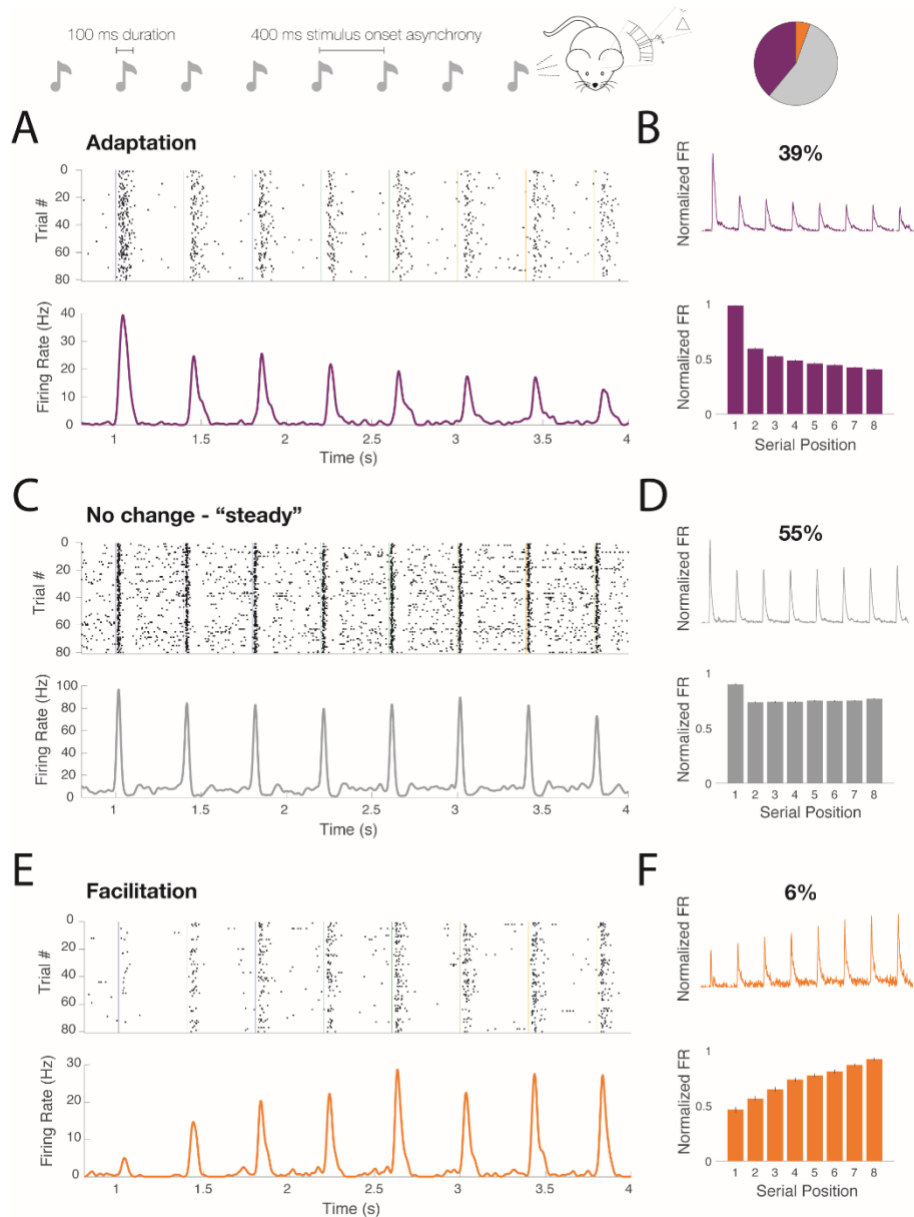 100 ms duration
400 ms stimulus onset asynchrony
A
Adaptation
Trial #
0
20
40
60
80
Firing Rate (Hz)
40
30
20
10
0
1
1.5
2
2.5
3
3.5
4
Time (s)
B
39%
Normalized FR
Normalized FR
1
0.5
0
1 2 3 4 5 6 7 8
Serial Position
C
No change - “steady”
Trial #
0
20
40
60
80
Firing Rate (Hz)
100
80
60
40
20
0
1
1.5
2
2.5
3
3.5
4
Time (s)
D
55%
Normalized FR
Normalized FR
1
0.5
0
1 2 3 4 5 6 7 8
Serial Position
E
Facilitation
Trial #
0
20
40
60
80
Firing Rate (Hz)
30
20
10
0
1
1.5
2
2.5
3
3.5
4
Time (s)
F
6%
Normalized FR
Normalized FR
1
0.5
0
1 2 3 4 5 6 7 8
Serial Position